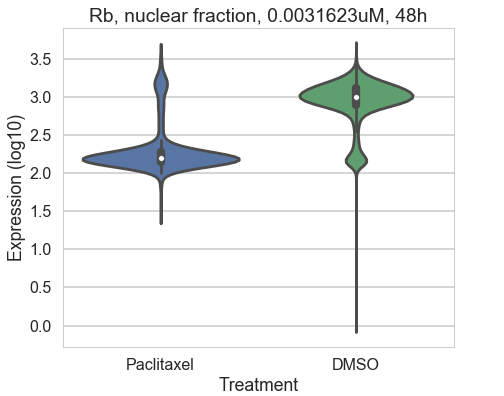 Rb, nuclear fraction, 0.0031623uM, 48h
Expression (log10)
3.5
3.0
2.5
2.0
1.5
1.0
0.5
0.0
Paclitaxel DMSO
Treatment